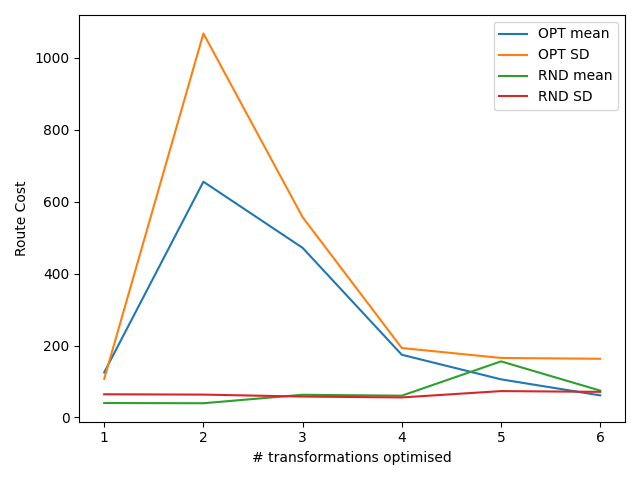 OPT mean
OPT SD
RND mean
RND SD
1000
800
600
400
200
0
Route Cost
1 2 3 4 5 6
# transformations optimised